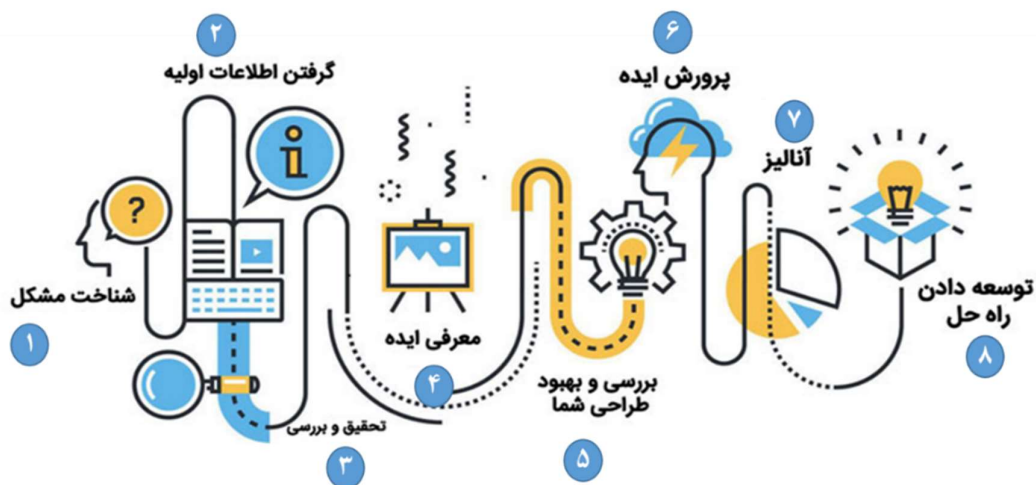 ۱
شناخت مشکل
۲
گرفتن اطلاعات اولیه
?
i
۳
تحقیق و بررسی
۴
معرفی ایده
۵
بررسی و بهبود
طراحی شما
۶
پرورش ایده
۷
آنالیز
۸
توسعه دادن
راه حل